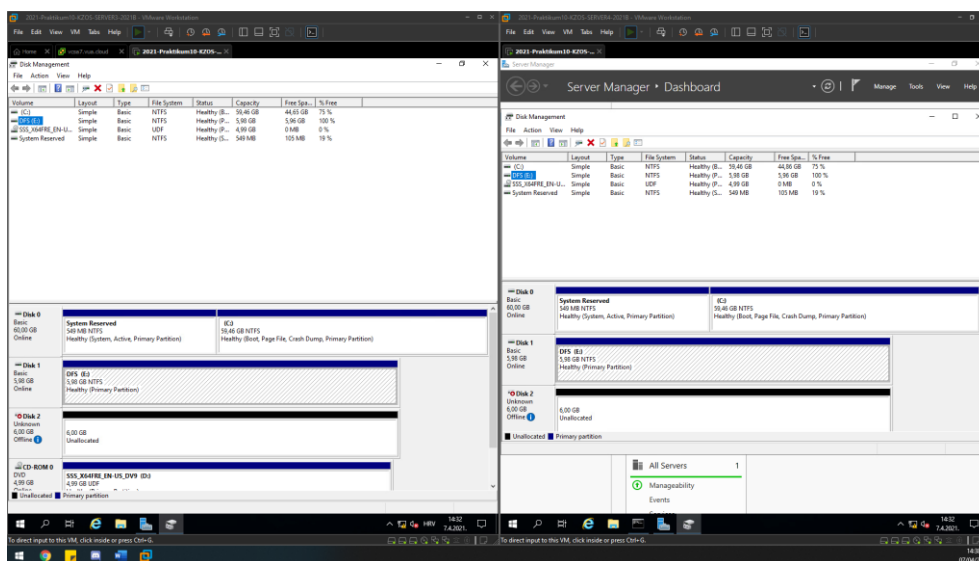 2021-Praktikum10-KZOS-SERVER3-2021B - VMware Workstation
File Edit View VM Tabs Help
Home
vcsa7.vua.cloud
2021-Praktikum10-KZOS-...
Disk Management
File Action View Help
Volume Layout Type File System Status Capacity Free Spa... % Free
(C:) Simple Basic NTFS Healthy (B... 59,46 GB 44,65 GB 75 %
DFS (E:) Simple Basic NTFS Healthy (P... 5,98 GB 5,96 GB 100 %
SSS_X64FRE_EN-U... Simple Basic UDF Healthy (P... 4,99 GB 0 MB 0 %
System Reserved Simple Basic NTFS Healthy (S... 549 MB 105 MB 19 %
Disk 0
Basic
60,00 GB
Online
System Reserved
549 MB NTFS
Healthy (System, Active, Primary Partition)
(C:)
59,46 GB NTFS
Healthy (Boot, Page File, Crash Dump, Primary Partition)
Disk 1
Basic
5,98 GB
Online
DFS (E:)
5,98 GB NTFS
Healthy (Primary Partition)
Disk 2
Unknown
6,00 GB
Offline
6,00 GB
Unallocated
CD-ROM 0
DVD
4,99 GB
SSS_X64FRE_EN-US_DV9 (D:)
4,99 GB UDF
Unallocated Primary partition
HRV
14:32
7.4.2021.
To direct input to this VM, click inside or press Ctrl+G.
2021-Praktikum10-KZOS-SERVER4-2021B - VMware Workstation
File Edit View VM Tabs Help
2021-Praktikum10-KZOS-...
Server Manager
Server Manager • Dashboard
Manage Tools View Help
Disk Management
File Action View Help
Volume Layout Type File System Status Capacity Free Spa... % Free
(C:) Simple Basic NTFS Healthy (B... 59,46 GB 44,86 GB 75 %
DFS (E:) Simple Basic NTFS Healthy (P... 5,98 GB 5,96 GB 100 %
SSS_X64FRE_EN-U... Simple Basic UDF Healthy (P... 4,99 GB 0 MB 0 %
System Reserved Simple Basic NTFS Healthy (S... 549 MB 105 MB 19 %
Disk 0
Basic
60,00 GB
Online
System Reserved
549 MB NTFS
Healthy (System, Active, Primary Partition)
(C:)
59,46 GB NTFS
Healthy (Boot, Page File, Crash Dump, Primary Partition)
Disk 1
Basic
5,98 GB
Online
DFS (E:)
5,98 GB NTFS
Healthy (Primary Partition)
Disk 2
Unknown
6,00 GB
Offline
6,00 GB
Unallocated
Unallocated Primary partition
All Servers 1
Manageability
Events
14:32
7.4.2021.
To direct input to this VM, click inside or press Ctrl+G.